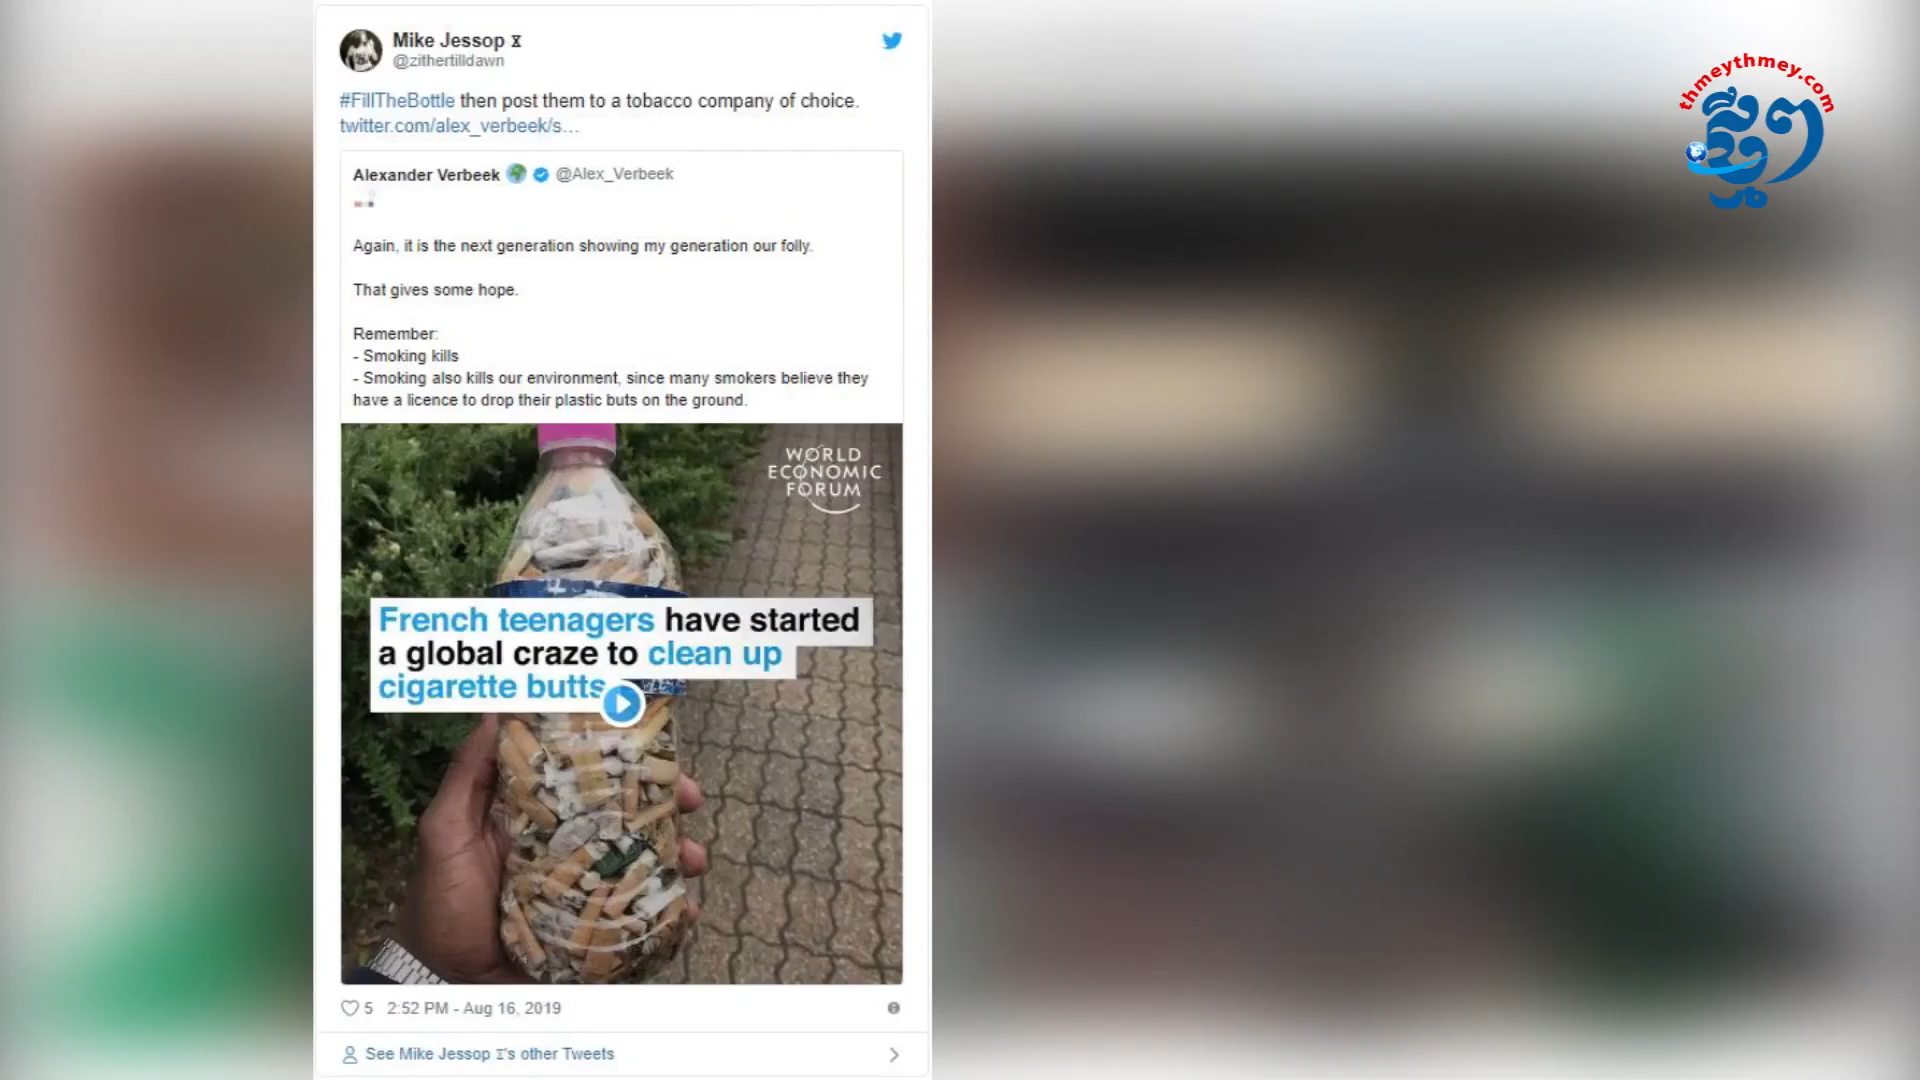 Mike Jessop
@zithertilldawn
#FillTheBottle then post them to a tobacco company of choice.
twitter.com/alex_verbeek/s…
Alexander Verbeek @Alex_Verbeek
Again, it is the next generation showing my generation our folly.
That gives some hope.
Remember:
- Smoking kills
- Smoking also kills our environment, since many smokers believe they
have a licence to drop their plastic buts on the ground.
WORLD
ECONOMIC
FORUM
French teenagers have started
a global craze to clean up
cigarette butts
5 2:52 PM - Aug 16, 2019
See Mike Jessop's other Tweets
thmeythmey.com
ថ្មីៗ